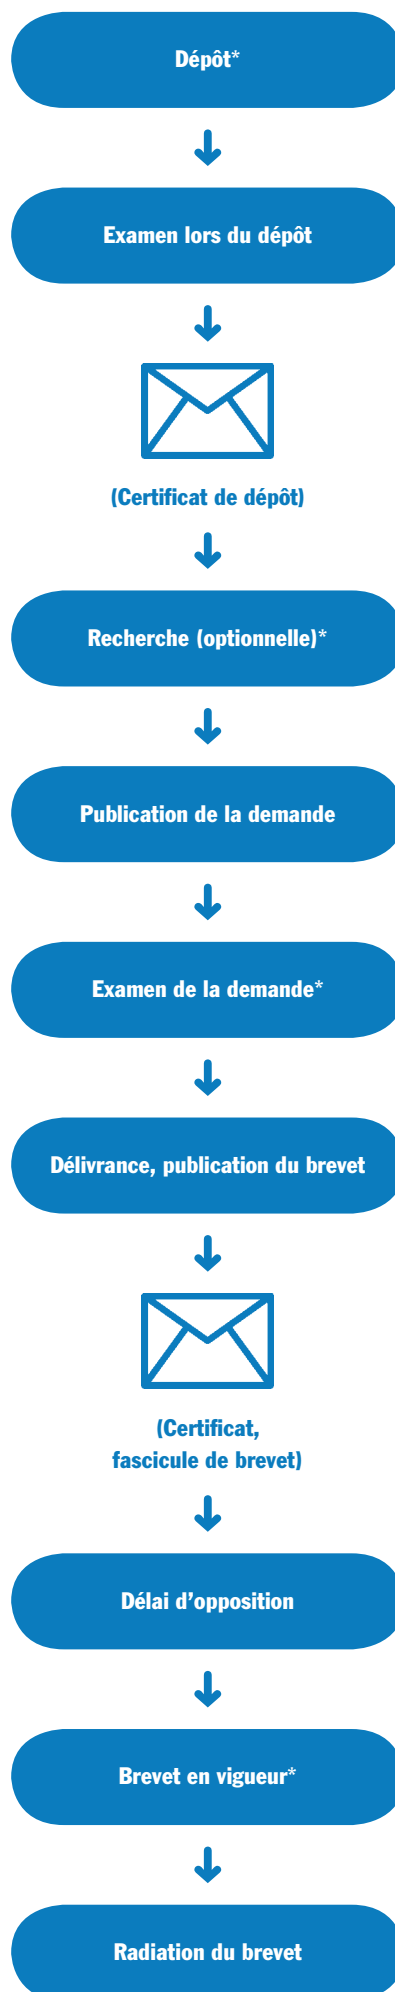 Dépôt*
Examen lors du dépôt
(Certificat de dépôt)
Recherche (optionnelle)*
Publication de la demande
Examen de la demande*
Délivrance, publication du brevet
(Certificat,
fascicule de brevet)
Délai d’opposition
Brevet en vigueur*
Radiation du brevet